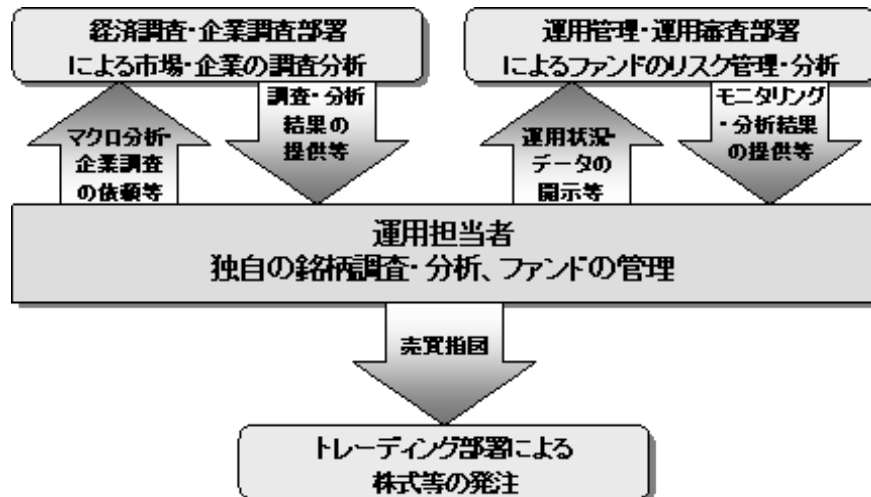 経済調査・企業調査部署
による市場・企業の調査分析
運用管理・運用審査部署
によるファンドのリスク管理・分析
マクロ分析・
企業調査
の依頼等
調査・分析
結果の
提供等
運用状況・
データの
開示等
モニタリング
・分析結果
の提供等
運用担当者
独自の銘柄調査・分析、ファンドの管理
売買指図
トレーディング部署による
株式等の発注